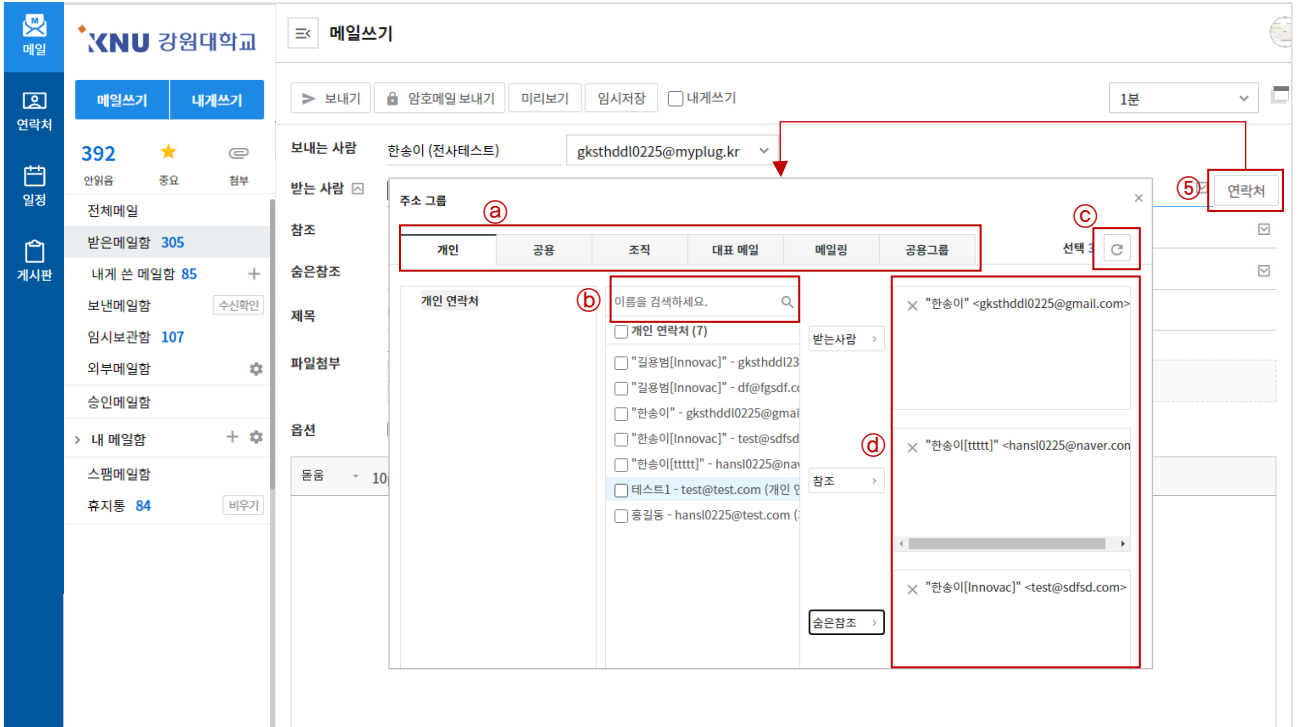 메일
연락처
일정
게시판
KNU 강원대학교
메일쓰기 내게쓰기
392
안읽음 중요 첨부
전체메일
받은메일함 305
내게 쓴 메일함 85
보낸메일함 수신확인
임시보관함 107
외부메일함
승인메일함
내 메일함
스팸메일함
휴지통 84 비우기
메일쓰기
보내기 암호메일 보내기 미리보기 임시저장 내게쓰기 1분
보내는 사람 한송이 (전사테스트) gksthddl0225@myplug.kr
받는 사람 ⑤ 연락처
참조
숨은참조
제목
파일첨부
옵션
돋움 10
주소 그룹
ⓐ ⓒ
개인 공용 조직 대표 메일 메일링 공용그룹 선택 3
개인 연락처
ⓑ 이름을 검색하세요.
개인 연락처 (7)
"길용범[Innovac]" - gksthddl23
"길용범[Innovac]" - df@fgsdf.co
"한송이" - gksthddl0225@gmai
"한송이[Innovac]" - test@sdfsd
"한송이[ttttt]" - hansl0225@nav
테스트1 - test@test.com (개인 연
홍길동 - hansl0225@test.com (
받는사람
참조
숨은참조
ⓓ
"한송이" <gksthddl0225@gmail.com>
"한송이[ttttt]" <hansl0225@naver.com
"한송이[Innovac]" <test@sdfsd.com>